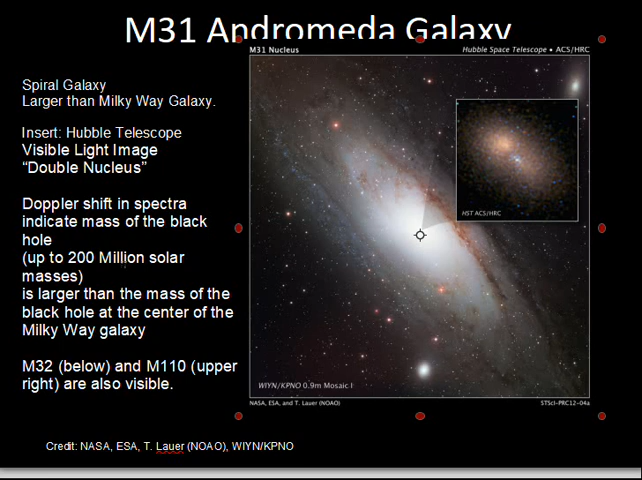 M31 Andromeda Galaxy
M31 Nucleus
Hubble Space Telescope • ACS/HRC
Spiral Galaxy
Larger than Milky Way Galaxy.
Insert: Hubble Telescope
Visible Light Image
“Double Nucleus”
Doppler shift in spectra
indicate mass of the black
hole
(up to 200 Million solar
masses)
is larger than the mass of the
black hole at the center of the
Milky Way galaxy
M32 (below) and M110 (upper
right) are also visible.
HST ACS/HRC
WIYN/KPNO 0.9m Mosaic I
NASA, ESA, and T. Lauer (NOAO)
STScI-PRC12-04a
Credit: NASA, ESA, T. Lauer (NOAO), WIYN/KPNO